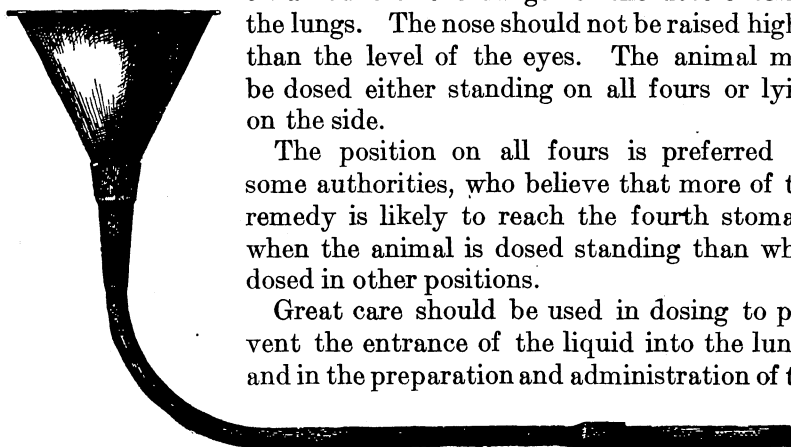 the lungs. The nose should not be raised high
than the level of the eyes. The animal m
be dosed either standing on all fours or lyi
on the side.
The position on all fours is preferred
some authorities, who believe that more of t
remedy is likely to reach the fourth stoma
when the animal is dosed standing than wh
dosed in other positions.
Great care should be used in dosing to p
vent the entrance of the liquid into the lun
and in the preparation and administration of t